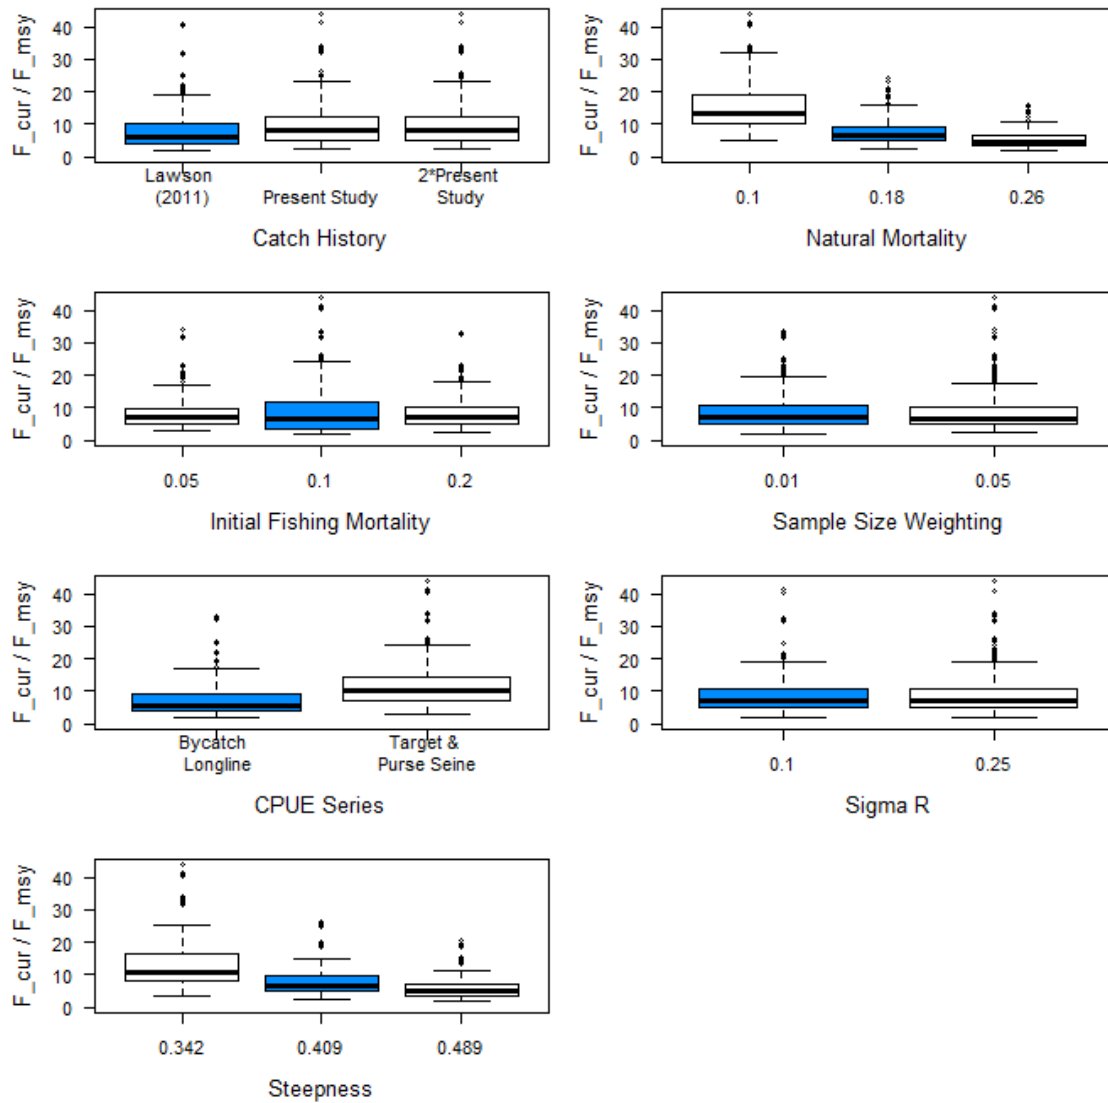 F_cur / F_msy
40
30
20
10
0
Lawson
(2011)
Present Study
2*Present
Study
Catch History
F_cur / F_msy
40
30
20
10
0
0.1
0.18
0.26
Natural Mortality
F_cur / F_msy
40
30
20
10
0
0.05
0.1
0.2
Initial Fishing Mortality
F_cur / F_msy
40
30
20
10
0
0.01
0.05
Sample Size Weighting
F_cur / F_msy
40
30
20
10
0
Bycatch
Longline
Target &
Purse Seine
CPUE Series
F_cur / F_msy
40
30
20
10
0
0.1
0.25
Sigma R
F_cur / F_msy
40
30
20
10
0
0.342
0.409
0.489
Steepness